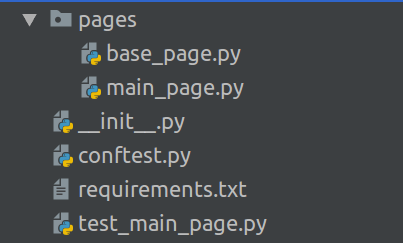 pages
base_page.py
main_page.py
__init__.py
conftest.py
requirements.txt
test_main_page.py